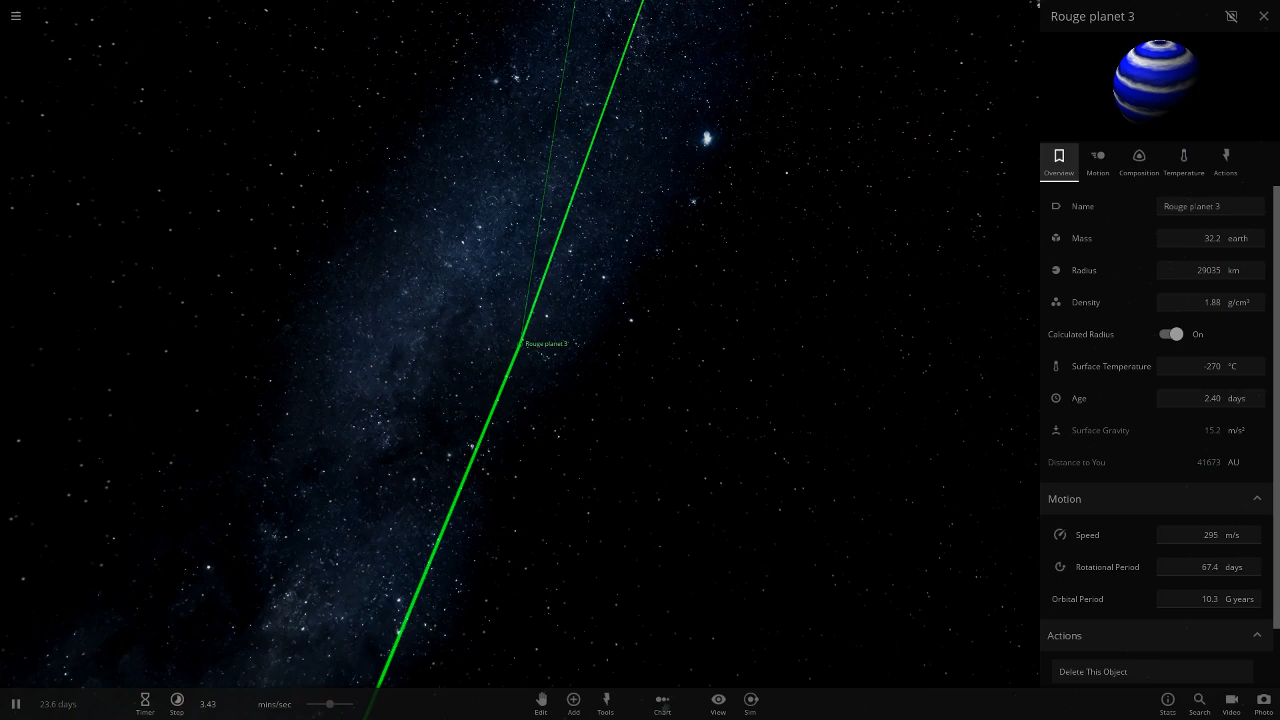 Rouge planet 3
Overview Motion Composition Temperature Actions
Name Rouge planet 3
Mass 32.2 earth
Radius 29035 km
Density 1.88 g/cm³
Calculated Radius On
Surface Temperature -270 °C
Age 2.40 days
Surface Gravity 15.2 m/s²
Distance to You 41673 AU
Motion
Speed 295 m/s
Rotational Period 67.4 days
Orbital Period 10.3 G years
Actions
Delete This Object
Rouge planet 3
23.6 days Timer Step 3.43 mins/sec Edit Add Tools Chart View Sim Stats Search Video Photo